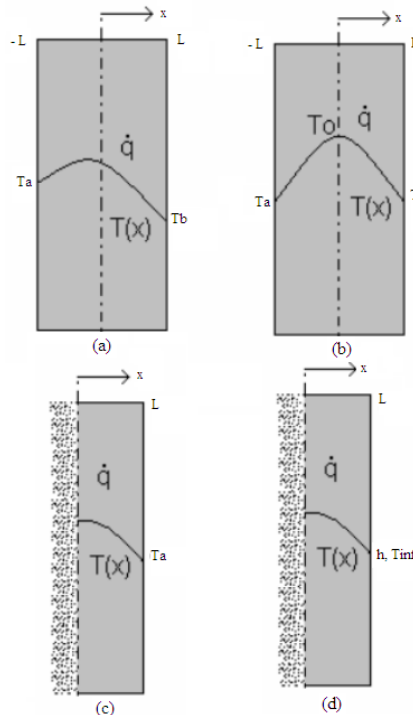 x
-L L
q̇
Ta
Tb
T(x)
(a)
x
-L
To q̇
Ta
T(x)
(b)
x
L
q̇
Ta
T(x)
(c)
x
L
q̇
h, Tinf
T(x)
(d)